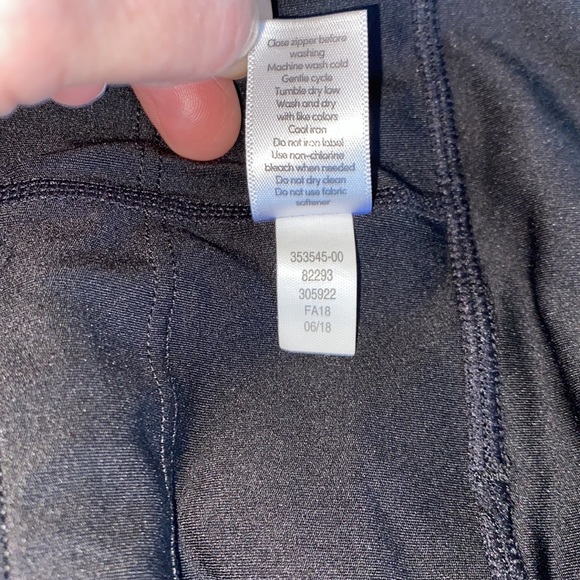 Close zipper before
washing
Machine wash cold
Gentle cycle
Tumble dry low
Wash and dry
with like colors
Cool iron
Do not iron label
Use non-chlorine
bleach when needed
Do not dry clean
Do not use fabric
softener
353545-00
82293
305922
FA18
06/18